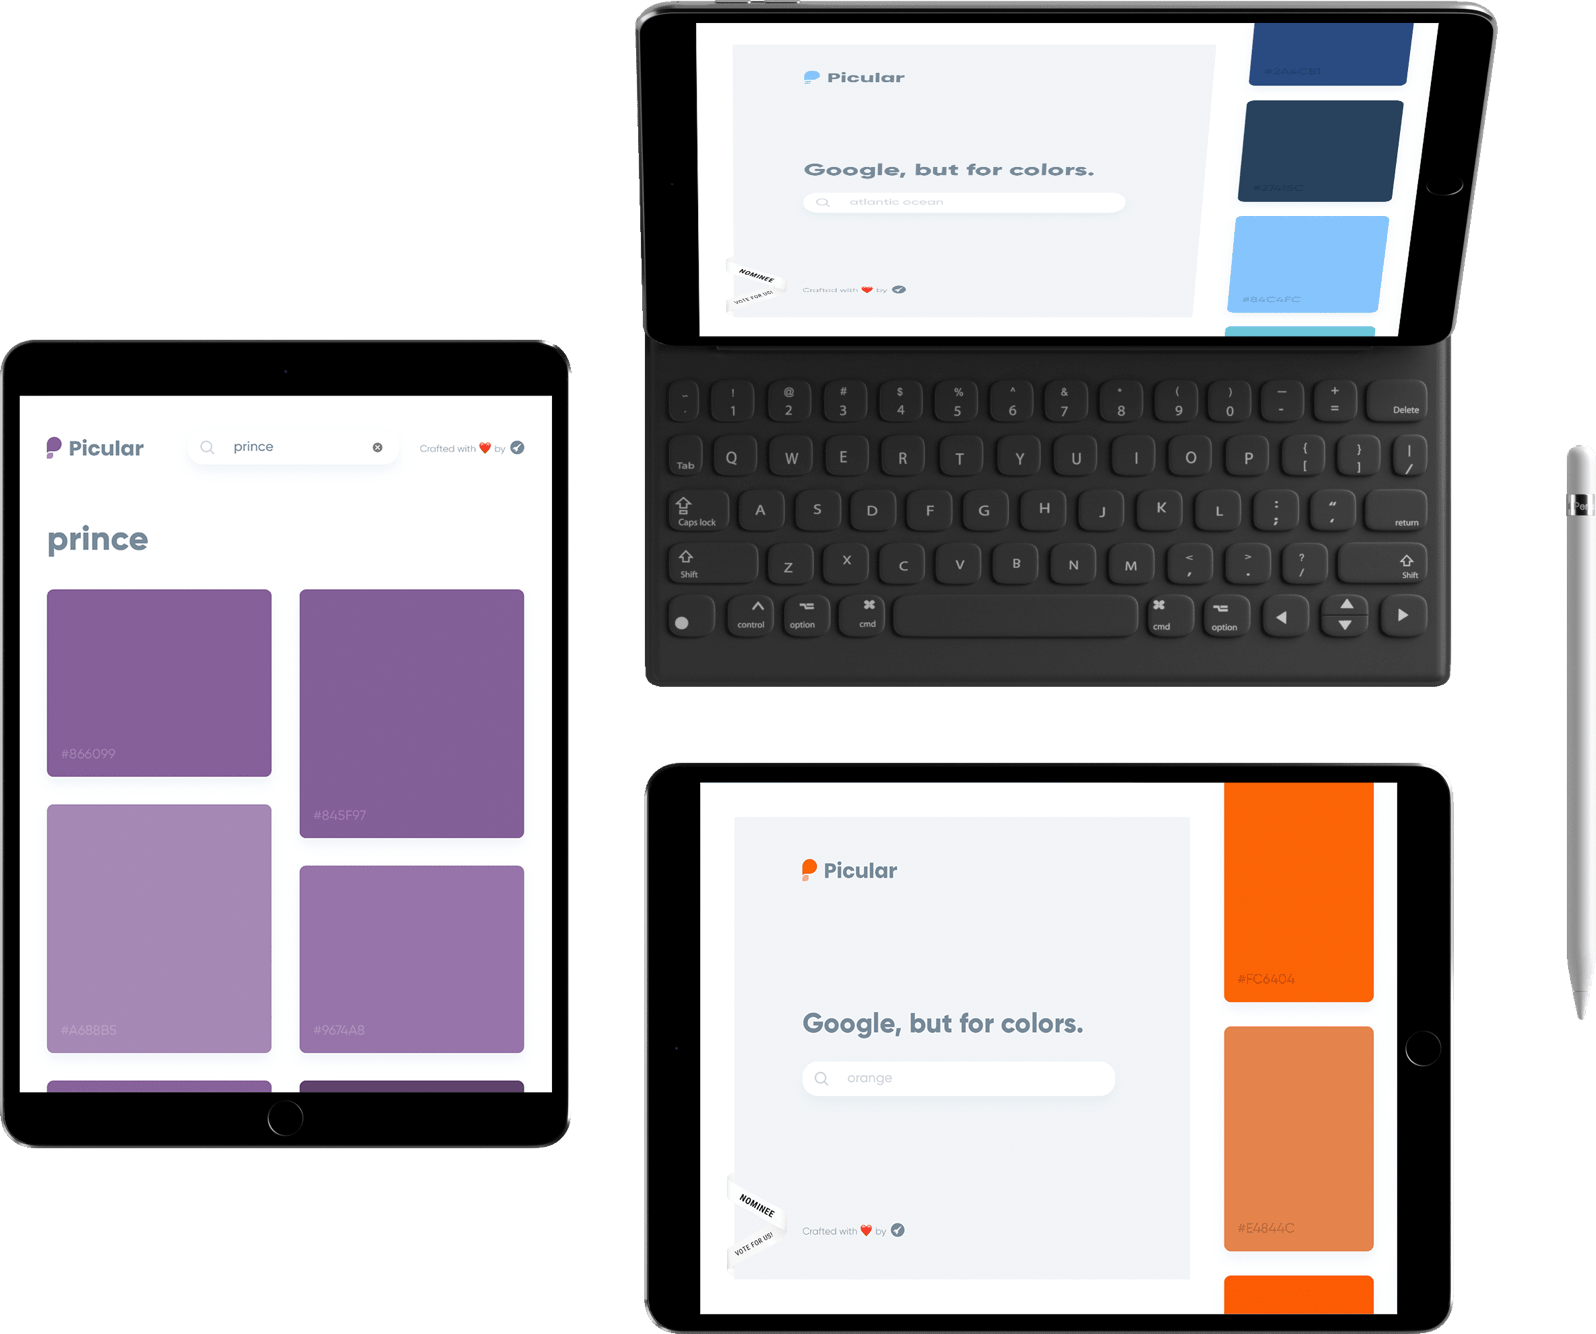 Picular
Google, but for colors.
atlantic ocean
NOMINEE
VOTE FOR US!
Crafted with ❤️ by
#84C4FC
Picular
prince
Crafted with ❤️ by
prince
#866099
#845F97
#A688B5
#9674A8
! @ # $ % ^ & * ( ) — +
1 2 3 4 5 6 7 8 9 0 - =
Delete
Tab Q W E R T Y U I O P { [ } ] | /
Caps lock A S D F G H J K L : ; “ ‘ return
Shift Z X C V B N M < , > . ? / Shift
control option cmd cmd option
Picular
Google, but for colors.
orange
NOMINEE
VOTE FOR US!
Crafted with ❤️ by
#FC6404
#E4844C